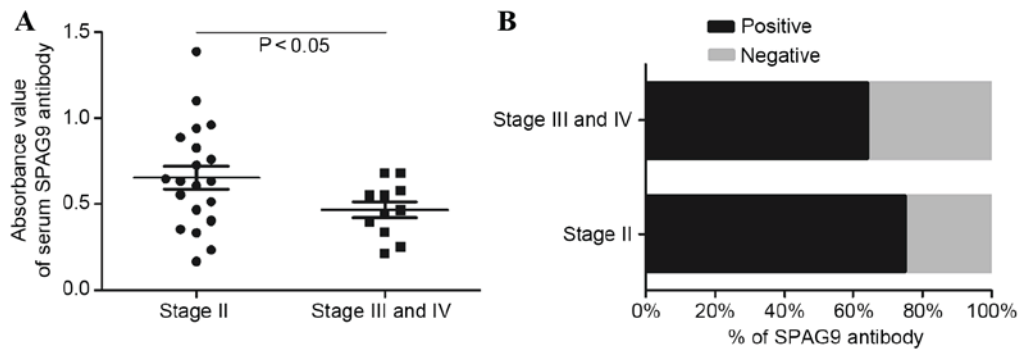 A
Absorbance value
of serum SPAG9 antibody
1.5
1.0
0.5
0.0
P < 0.05
Stage II
Stage III and IV
B
Positive
Negative
Stage III and IV
Stage II
0%
20%
40%
60%
80%
100%
% of SPAG9 antibody